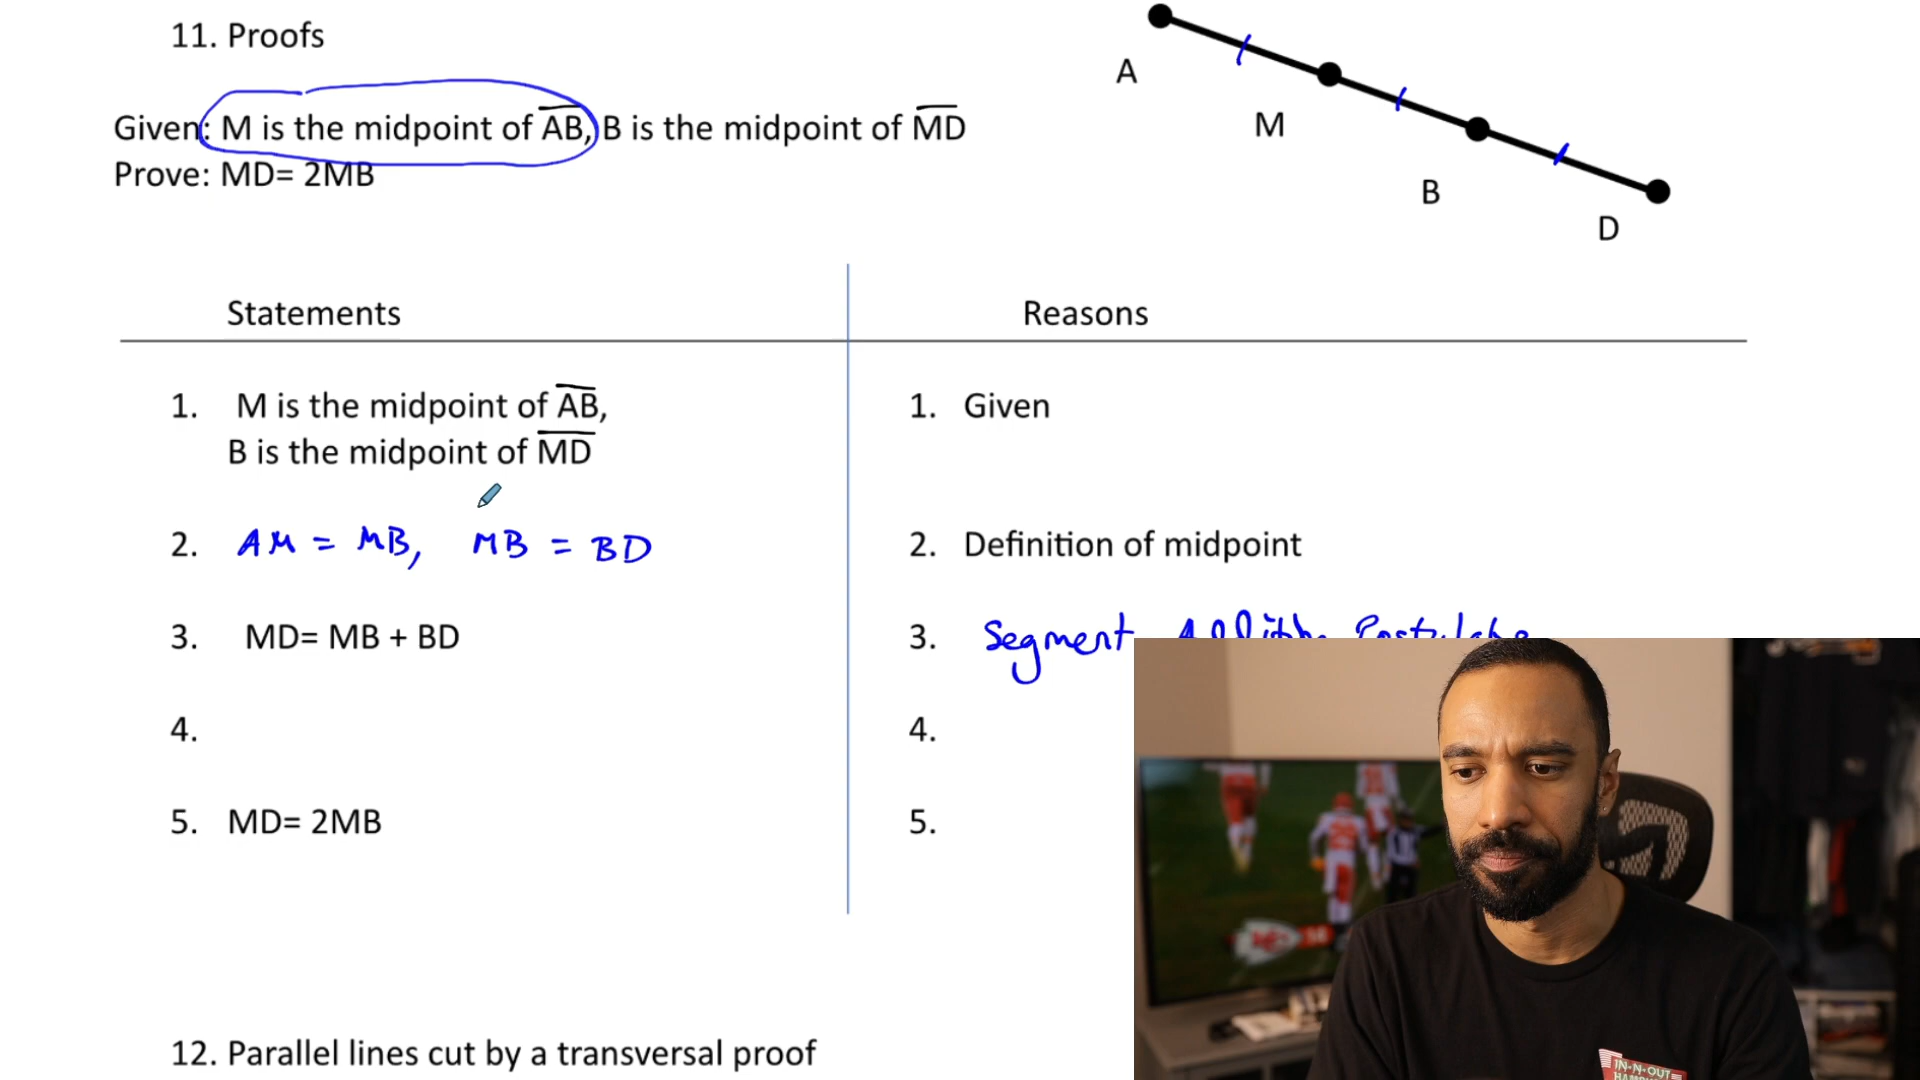 11. Proofs
A
M
B
D
Given: M is the midpoint of AB, B is the midpoint of MD
Prove: MD= 2MB
Statements
Reasons
1. M is the midpoint of AB,
B is the midpoint of MD
1. Given
2. AM = MB, MB = BD
2. Definition of midpoint
3. MD= MB + BD
3. Segment
4.
4.
5. MD= 2MB
5.
12. Parallel lines cut by a transversal proof
IN-N-OUT